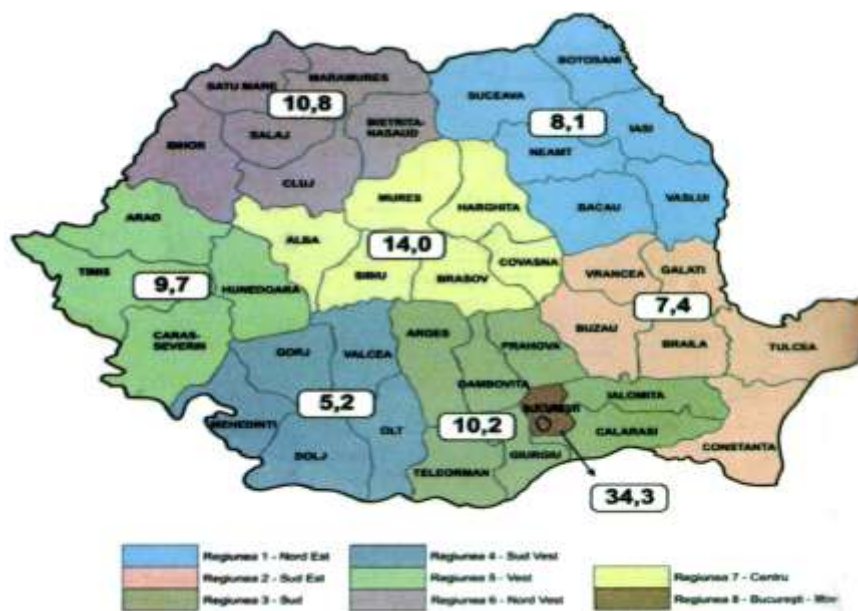 BOTOSANI
MARAMURES
SATU MARE
SUCEAVA
10,8
8,1
BISTRITA-
NASAUD
IASI
SALAJ
BIHOR
NEAMT
CLUJ
MURES
HARGHITA
BACAU
VASLUI
ARAD
ALBA
14,0
COVASNA
TIMIS
9,7
HUNEDOARA
SIBIU
BRASOV
VRANCEA
GALATI
7,4
CARAS-
SEVERIN
GORJ
VALCEA
ARGES
PRAHOVA
BUZAU
BRAILA
TULCEA
DAMBOVITA
5,2
MEHEDINTI
OLT
10,2
BUCURESTI
IALOMITA
CALARASI
CONSTANTA
DOLJ
TELEORMAN
GIURGIU
34,3
Regiunea 1 - Nord Est
Regiunea 4 - Sud Vest
Regiunea 2 - Sud Est
Regiunea 5 - Vest
Regiunea 7 - Centru
Regiunea 3 - Sud
Regiunea 6 - Nord Vest
Regiunea 8 - Bucureşti -